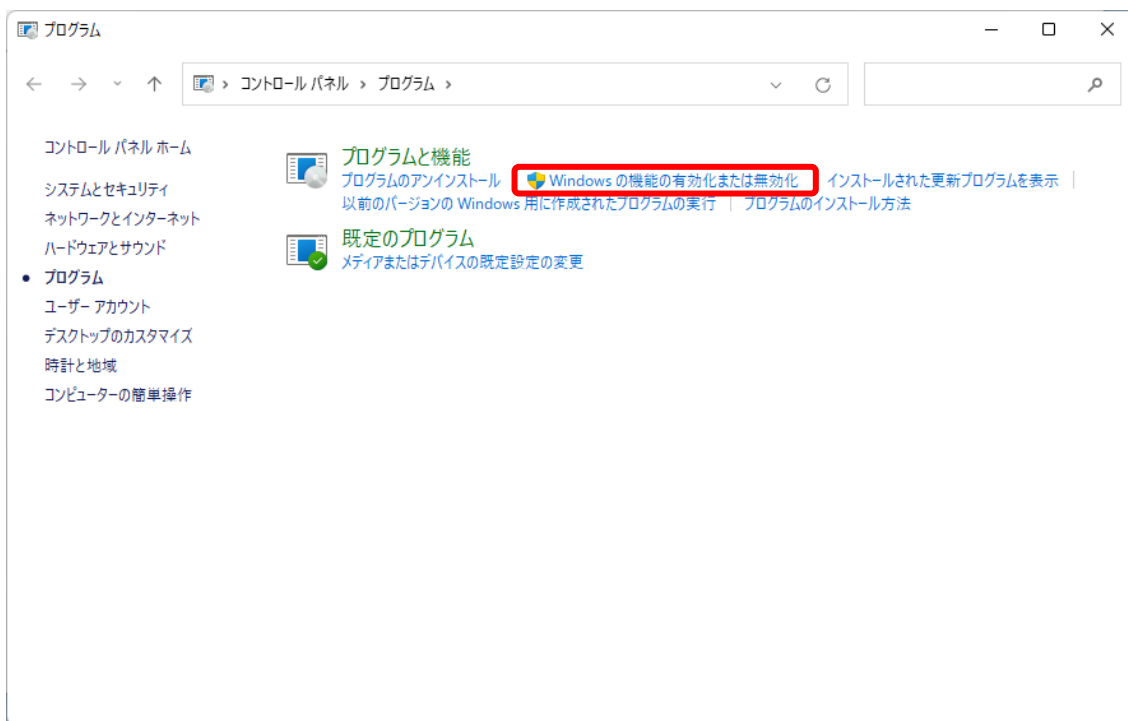 プログラム
コントロール パネル › プログラム ›
コントロール パネル ホーム
システムとセキュリティ
ネットワークとインターネット
ハードウェアとサウンド
プログラム
ユーザー アカウント
デスクトップのカスタマイズ
時計と地域
コンピューターの簡単操作
プログラムと機能
プログラムのアンインストール Windows の機能の有効化または無効化 インストールされた更新プログラムを表示
以前のバージョンの Windows 用に作成されたプログラムの実行 プログラムのインストール方法
既定のプログラム
メディアまたはデバイスの既定設定の変更